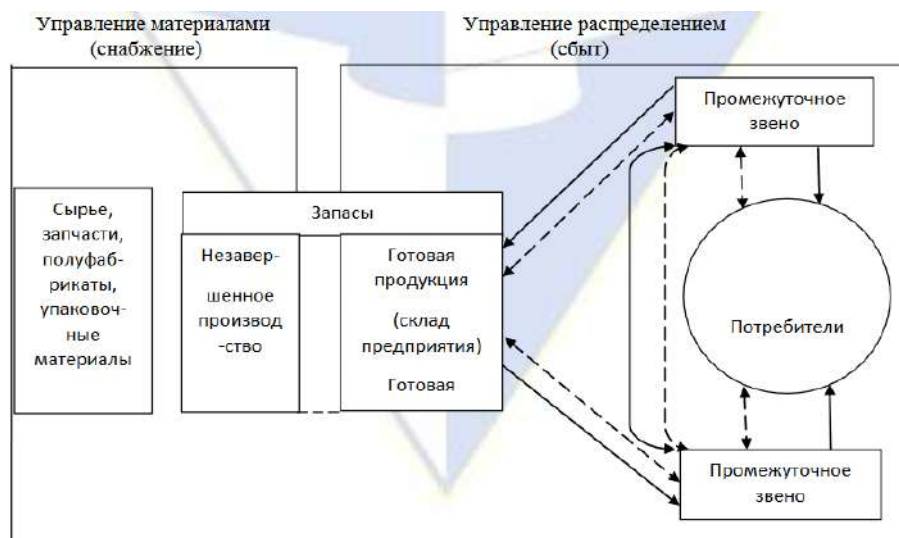 Управление материалами
(снабжение)
Управление распределением
(сбыт)
Промежуточное
звено
Сырье,
запчасти,
полуфаб-
рикаты,
упаковоч-
ные
материалы
Запасы
Незавер-
шенное
производ
-ство
Готовая
продукция
(склад
предприятия)
Готовая
Потребители
Промежуточное
звено